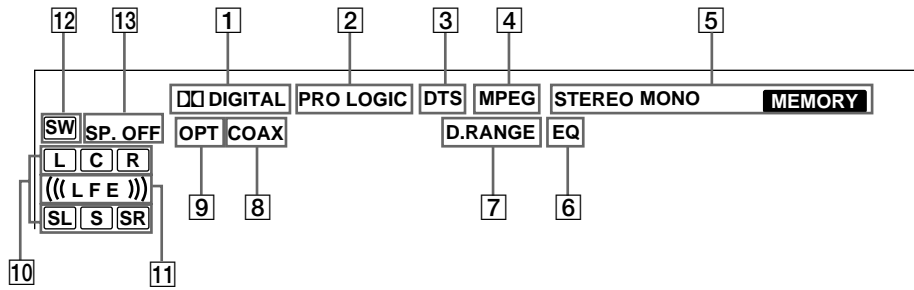 12 13 1 2 3 4 5
DIGITAL PRO LOGIC DTS MPEG STEREO MONO MEMORY
SW SP. OFF OPT COAX D.RANGE EQ
L C R
((( L F E )))
SL S SR
9 8 7 6
10 11